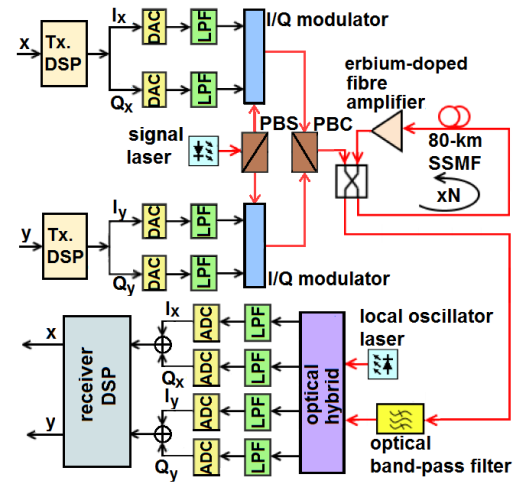 x
Tx.
DSP
Ix
DAC
LPF
Qx
DAC
LPF
I/Q modulator
signal
laser
PBS
PBC
erbium-doped
fibre
amplifier
80-km
SSMF
xN
y
Tx.
DSP
Iy
DAC
LPF
Qy
DAC
LPF
I/Q modulator
x
y
receiver
DSP
Ix
ADC
LPF
Qx
ADC
LPF
Iy
ADC
LPF
Qy
ADC
LPF
optical
hybrid
local oscillator
laser
optical
band-pass filter